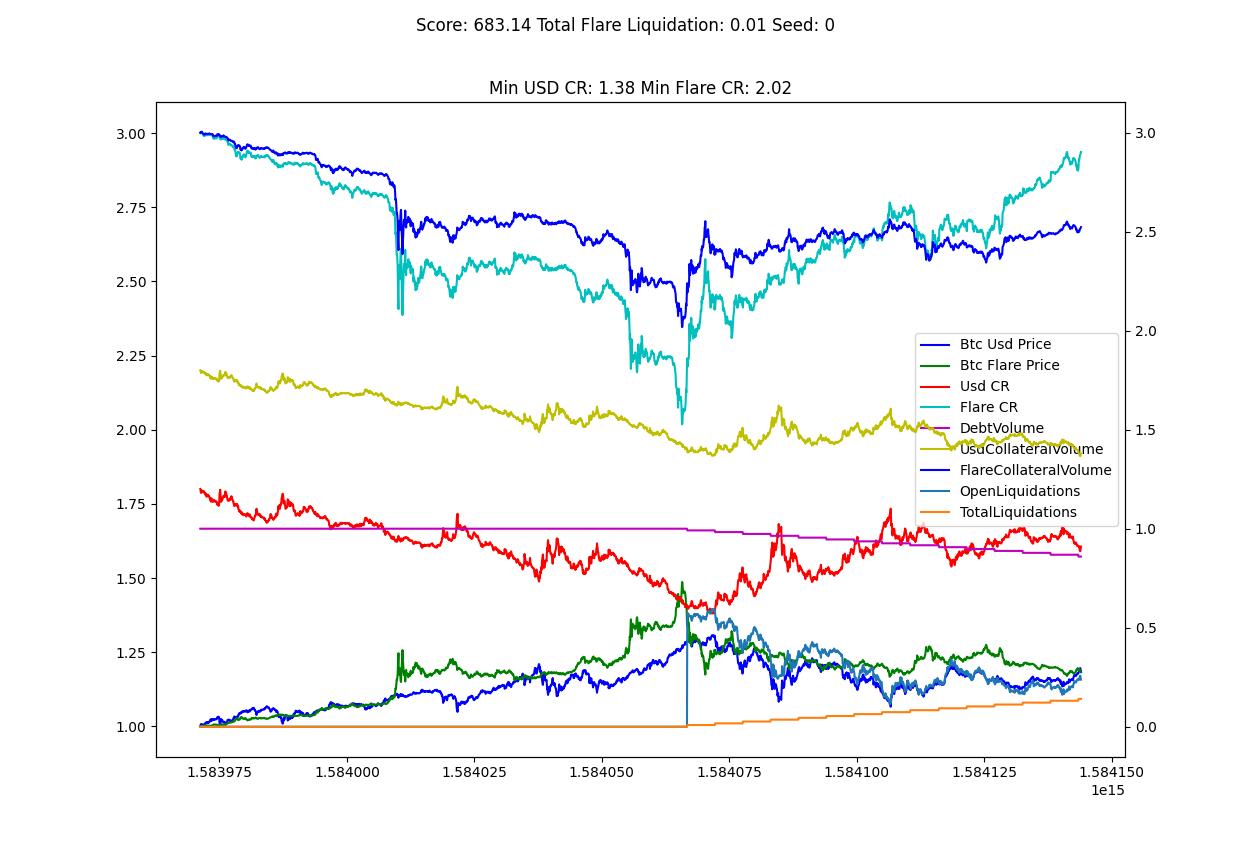 Score: 683.14 Total Flare Liquidation: 0.01 Seed: 0
Min USD CR: 1.38 Min Flare CR: 2.02
3.00
2.75
2.50
2.25
2.00
1.75
1.50
1.25
1.00
3.0
2.5
2.0
1.5
1.0
0.5
0.0
Btc Usd Price
Btc Flare Price
Usd CR
Flare CR
DebtVolume
UsdCollateralVolume
FlareCollateralVolume
OpenLiquidations
TotalLiquidations
1.583975 1.584000 1.584025 1.584050 1.584075 1.584100 1.584125 1.584150
1e15